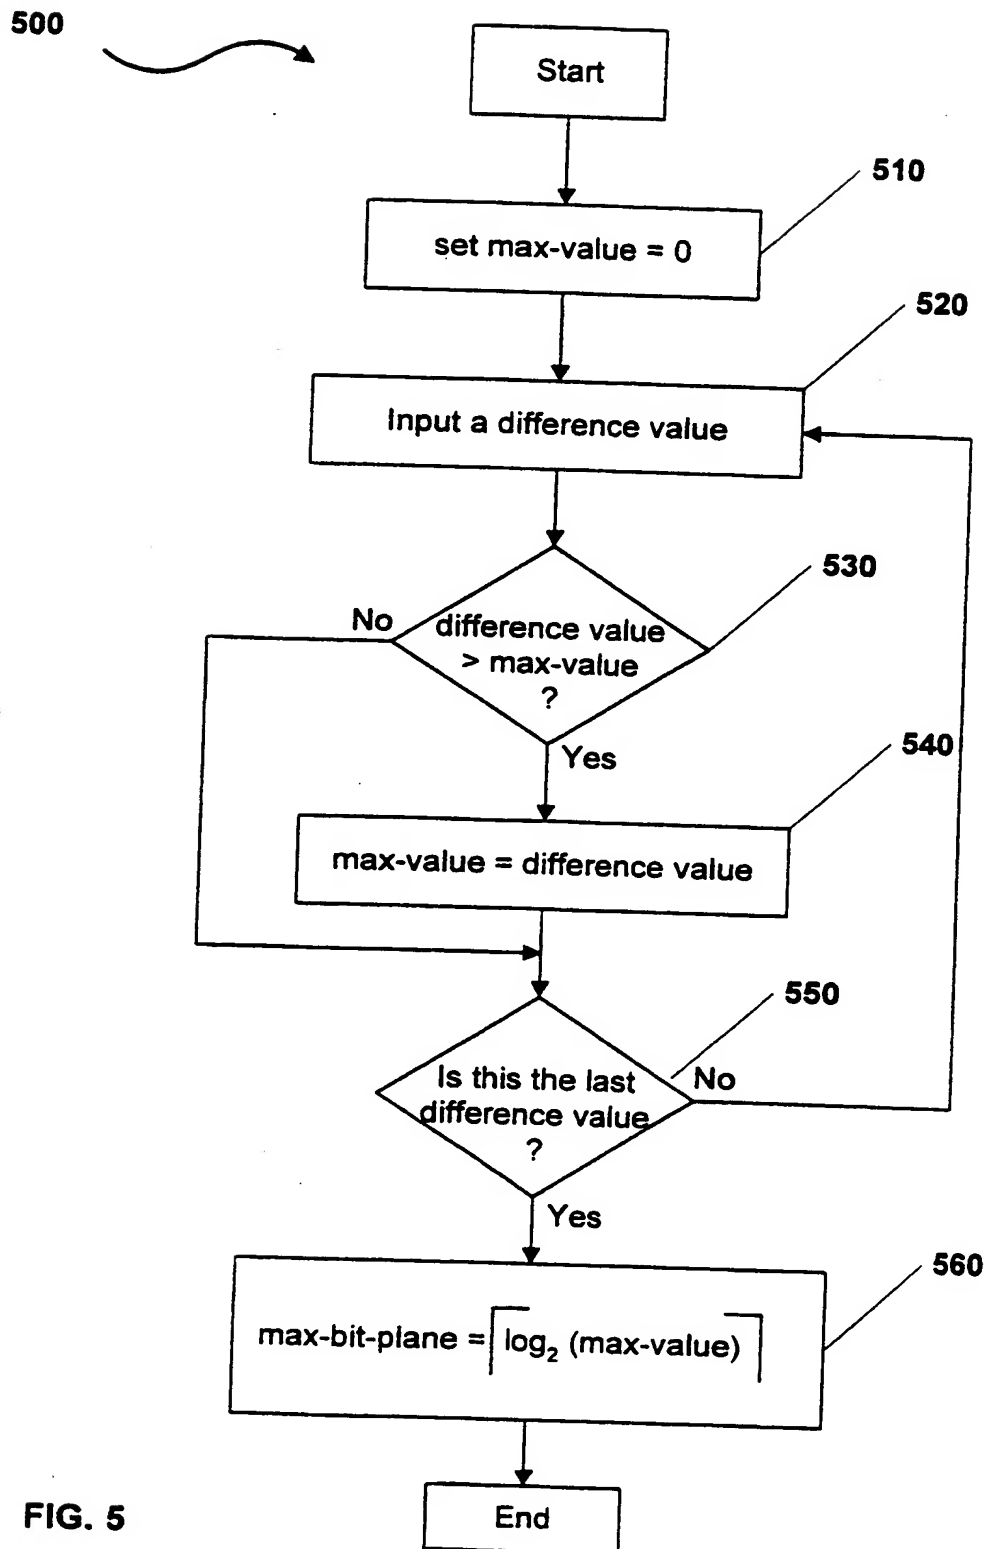 500
Start
510
set max-value = 0
520
Input a difference value
530
No
difference value
> max-value
?
Yes
540
max-value = difference value
550
Is this the last
difference value
?
No
Yes
560
max-bit-plane = ⌈log₂ (max-value)⌉
End
FIG. 5